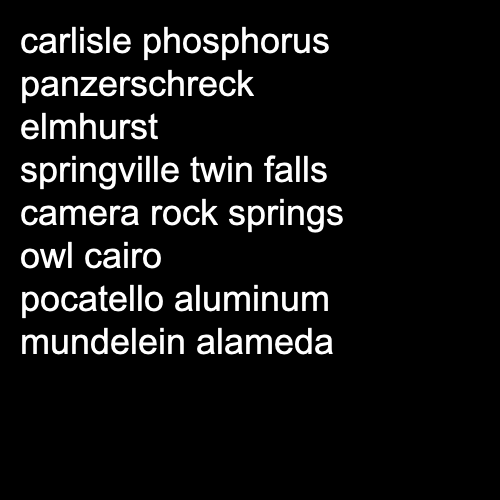 carlisle phosphorus
panzerschreck
elmhurst
springville twin falls
camera rock springs
owl cairo
pocatello aluminum
mundelein alameda